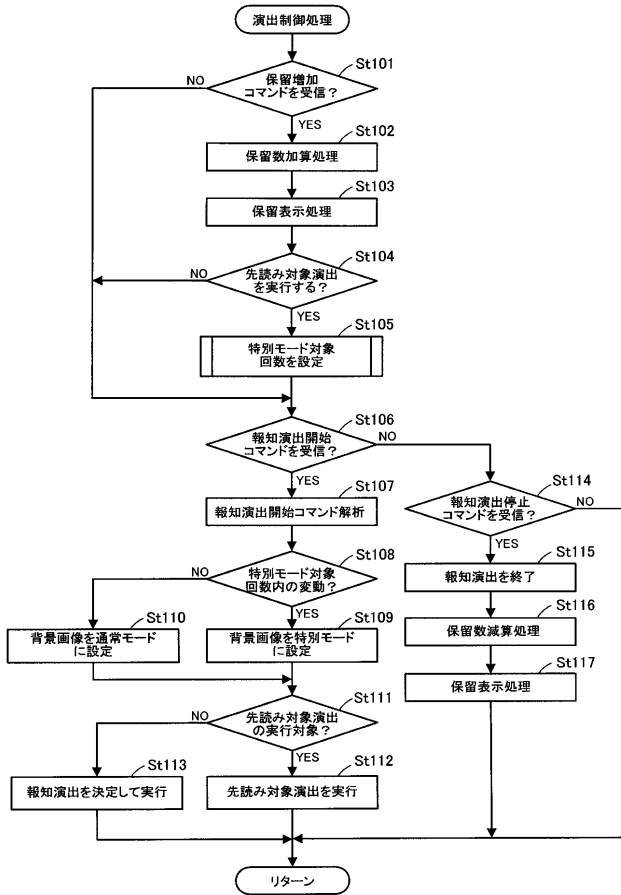 演出制御処理
St101
保留増加
コマンドを受信？
NO
YES
St102
保留数加算処理
St103
保留表示処理
St104
先読み対象演出
を実行する？
NO
YES
St105
特別モード対象
回数を設定
St106
報知演出開始
コマンドを受信？
NO
YES
St107
報知演出開始コマンド解析
St108
特別モード対象
回数内の変動？
NO
YES
St110
背景画像を通常モード
に設定
St109
背景画像を特別モード
に設定
St111
先読み対象演出
の実行対象？
NO
YES
St113
報知演出を決定して実行
St112
先読み対象演出を実行
St114
報知演出停止
コマンドを受信？
NO
YES
St115
報知演出を終了
St116
保留数減算処理
St117
保留表示処理
リターン